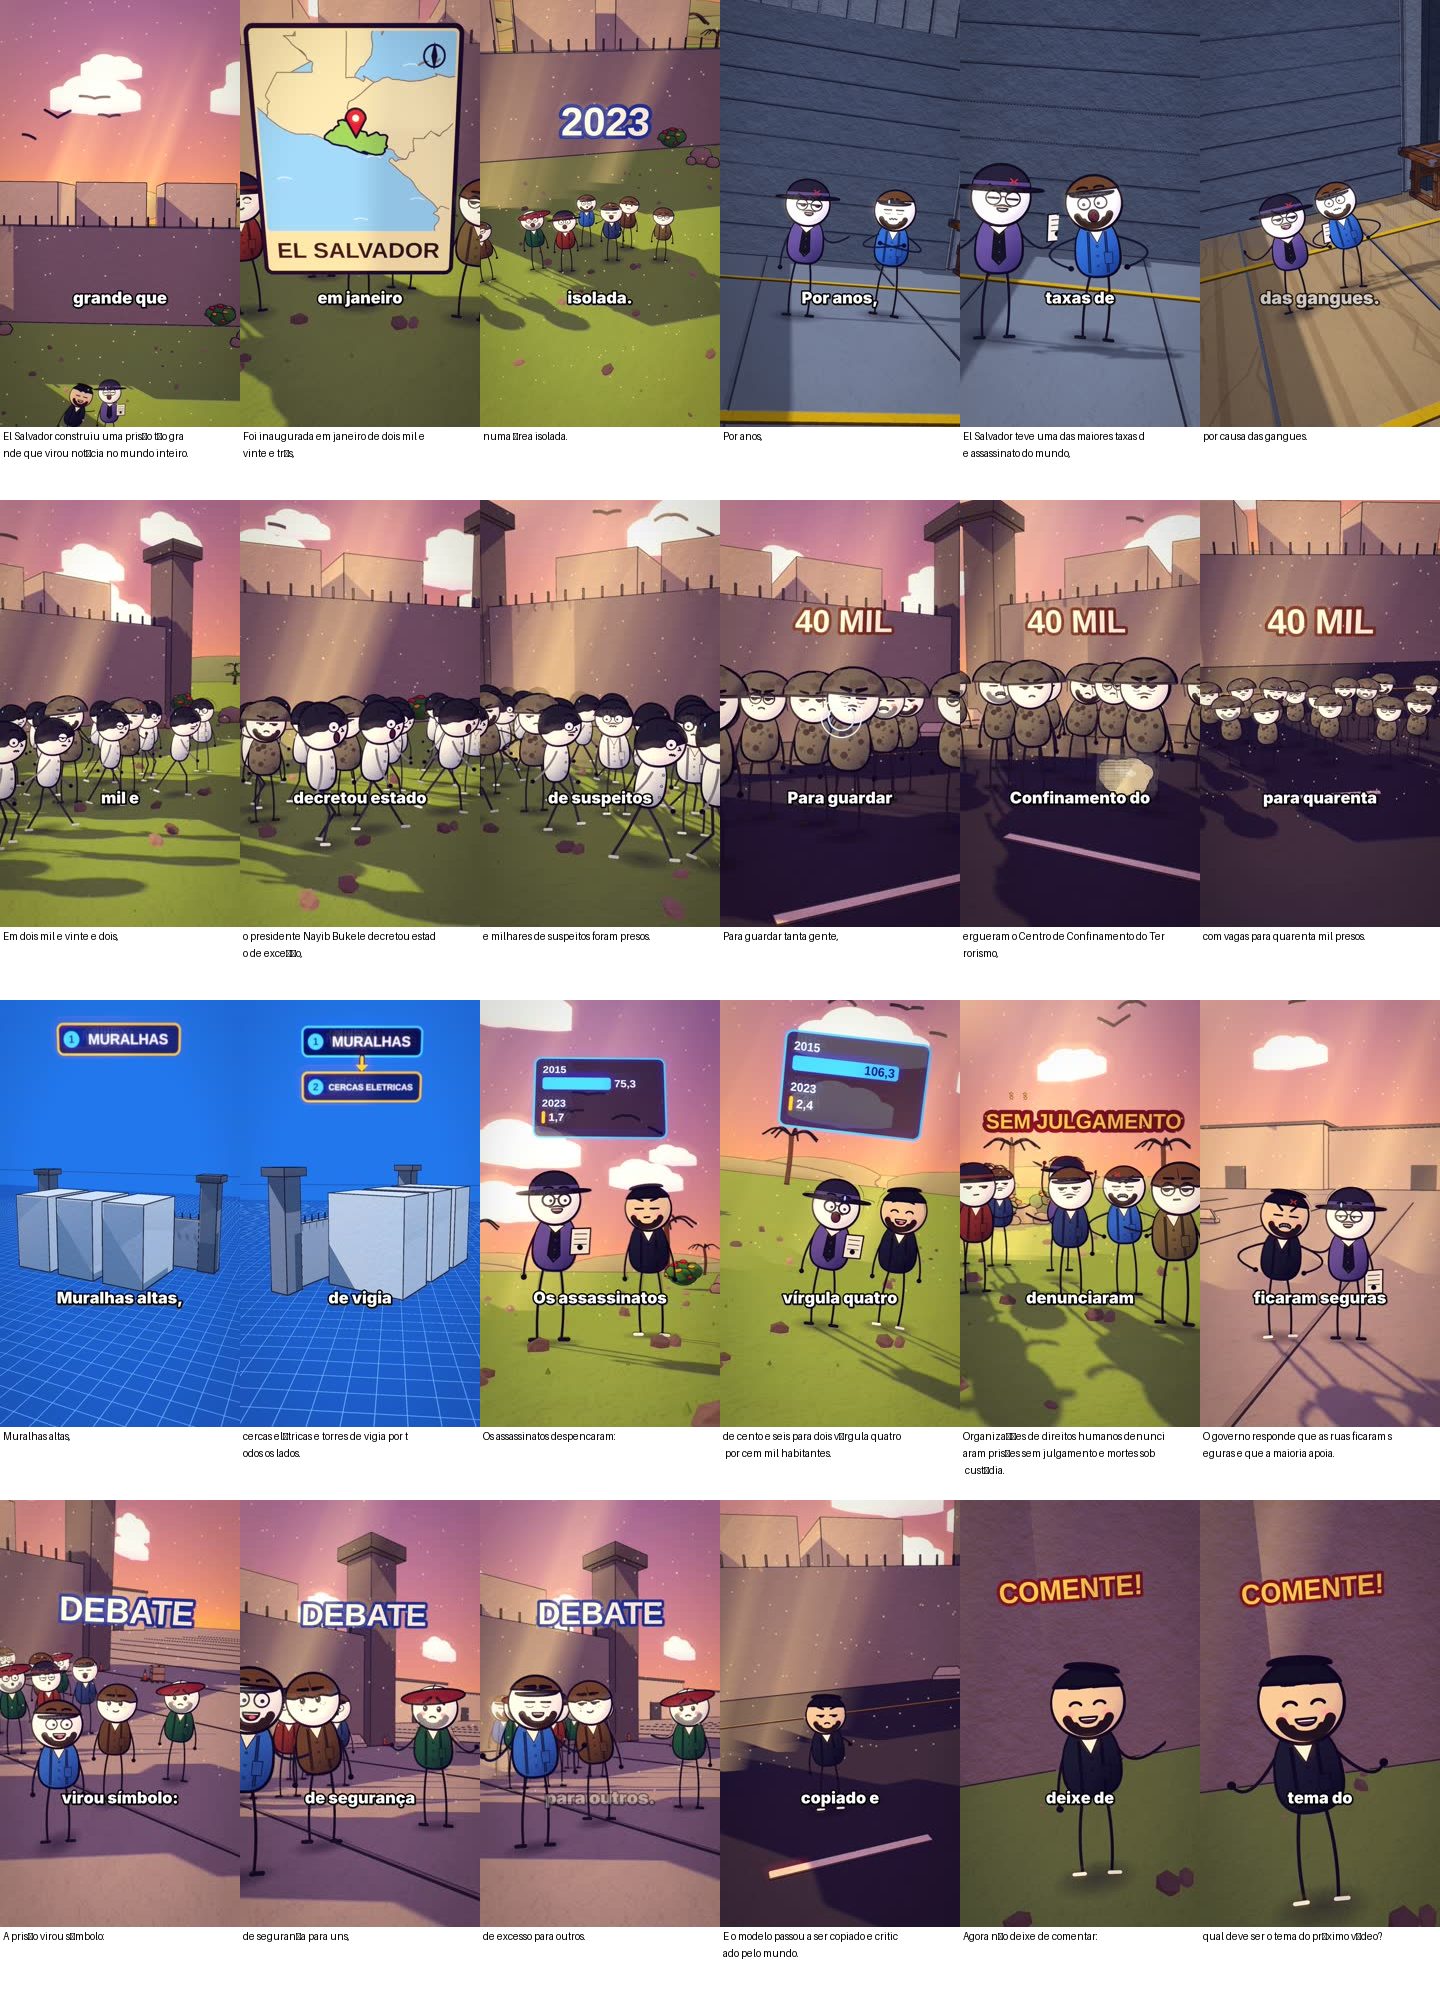 grande que
El Salvador construiu uma pris□□o t□□o gra
nde que virou not□□cia no mundo inteiro.
EL SALVADOR
em janeiro
Foi inaugurada em janeiro de dois mil e
vinte e tr□□s,
2023
isolada.
numa □□rea isolada.
Por anos,
Por anos,
taxas de
El Salvador teve uma das maiores taxas d
e assassinato do mundo,
das gangues.
por causa das gangues.
mil e
Em dois mil e vinte e dois,
decretou estado
o presidente Nayib Bukele decretou estad
o de exce□□□□o,
de suspeitos
e milhares de suspeitos foram presos.
40 MIL
Para guardar
Para guardar tanta gente,
40 MIL
Confinamento do
ergueram o Centro de Confinamento do Ter
rorismo,
40 MIL
para quarenta
com vagas para quarenta mil presos.
1 MURALHAS
Muralhas altas,
Muralhas altas,
1 MURALHAS
2 CERCAS ELETRICAS
de vigia
cercas el□□tricas e torres de vigia por t
odos os lados.
2015
75,3
2023
1,7
Os assassinatos
Os assassinatos despencaram:
2015
106,3
2023
2,4
vírgula quatro
de cento e seis para dois v□□rgula quatro
por cem mil habitantes.
SEM JULGAMENTO
denunciaram
Organiza□□□□es de direitos humanos denunci
aram pris□□es sem julgamento e mortes sob
cust□□dia.
ficaram seguras
O governo responde que as ruas ficaram s
eguras e que a maioria apoia.
DEBATE
virou símbolo:
A pris□□o virou s□□mbolo:
DEBATE
de segurança
de seguran□□a para uns,
DEBATE
para outros.
de excesso para outros.
copiado e
E o modelo passou a ser copiado e critic
ado pelo mundo.
COMENTE!
deixe de
Agora n□□o deixe de comentar:
COMENTE!
tema do
qual deve ser o tema do pr□□ximo v□□deo?